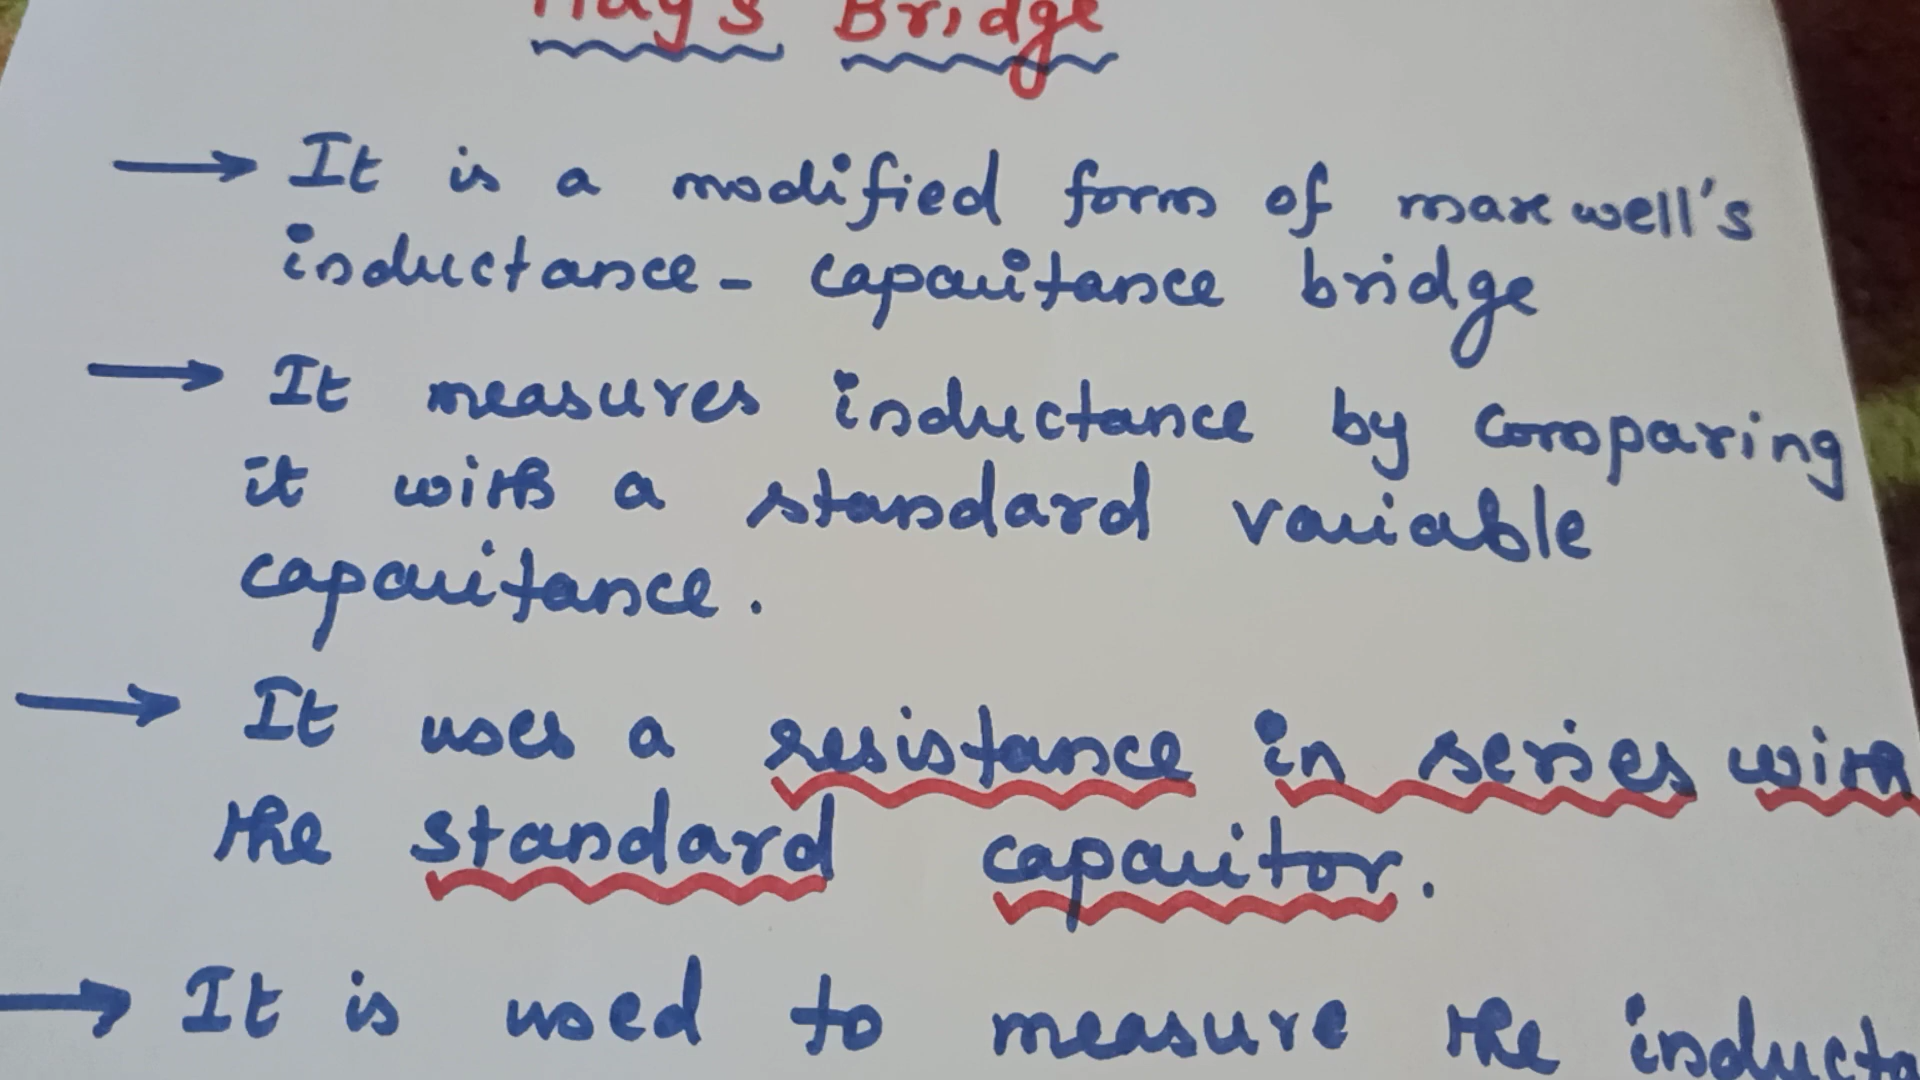 Hay's Bridge
→ It is a modified form of maxwell's
inductance - capacitance bridge
→ It measures inductance by comparing
it with a standard variable
capacitance.
→ It uses a resistance in series with
the standard capacitor.
→ It is used to measure the inducta